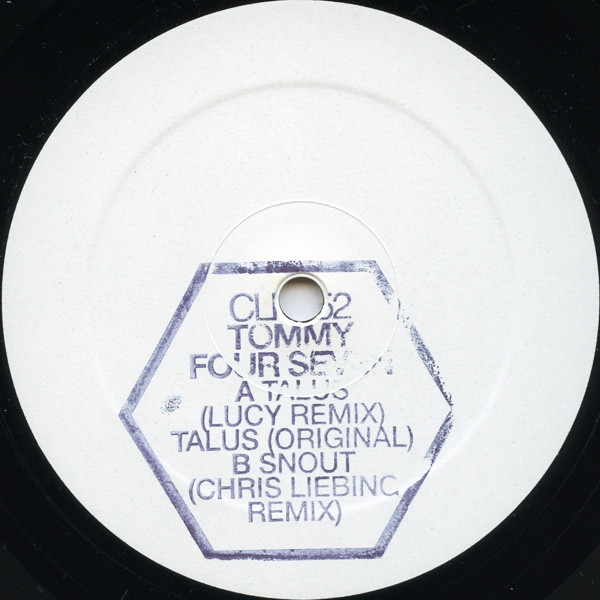 TOMMY
FOUR SEVEN
A TALUS
(LUCY REMIX)
TALUS (ORIGINAL)
B SNOUT
(CHRIS LIEBING
REMIX)